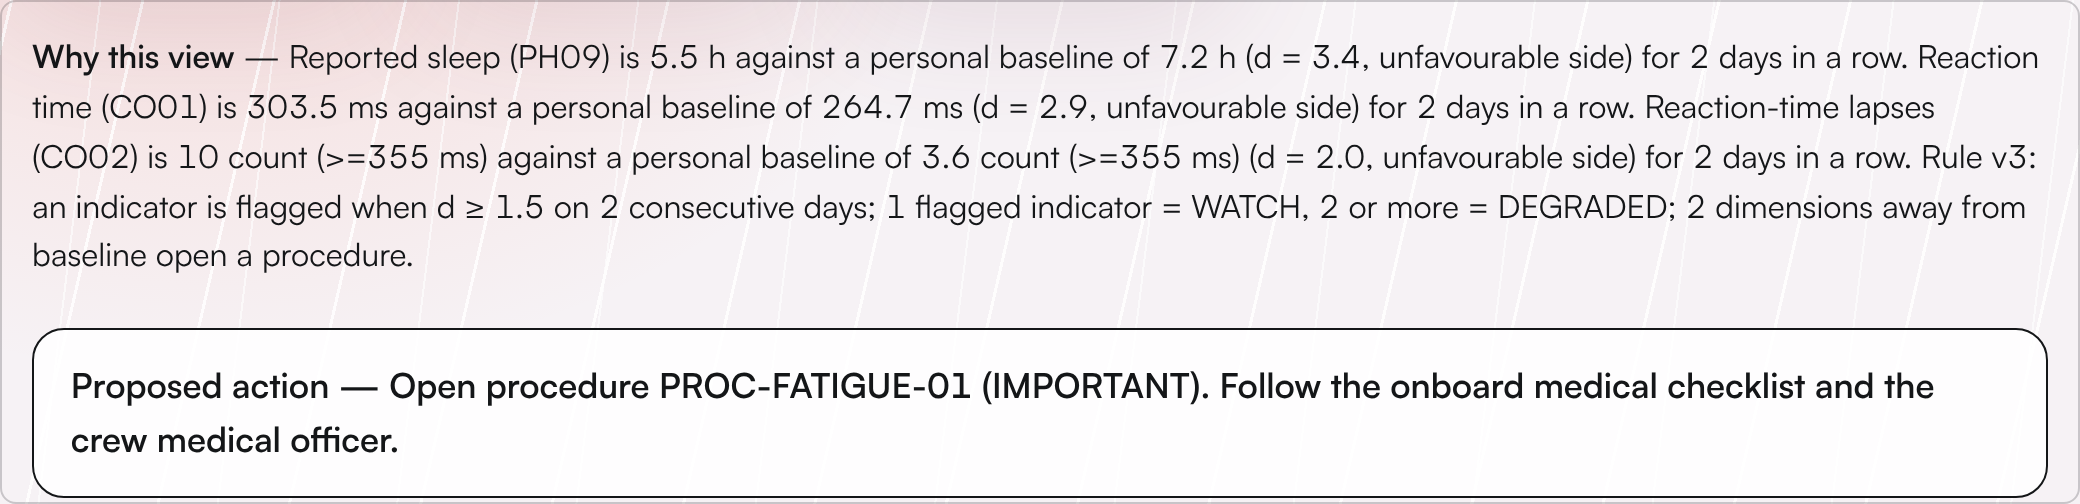 Why this view — Reported sleep (PH09) is 5.5 h against a personal baseline of 7.2 h (d = 3.4, unfavourable side) for 2 days in a row. Reaction
time (CO01) is 303.5 ms against a personal baseline of 264.7 ms (d = 2.9, unfavourable side) for 2 days in a row. Reaction-time lapses
(CO02) is 10 count (>=355 ms) against a personal baseline of 3.6 count (>=355 ms) (d = 2.0, unfavourable side) for 2 days in a row. Rule v3:
an indicator is flagged when d ≥ 1.5 on 2 consecutive days; 1 flagged indicator = WATCH, 2 or more = DEGRADED; 2 dimensions away from
baseline open a procedure.
Proposed action — Open procedure PROC-FATIGUE-01 (IMPORTANT). Follow the onboard medical checklist and the
crew medical officer.